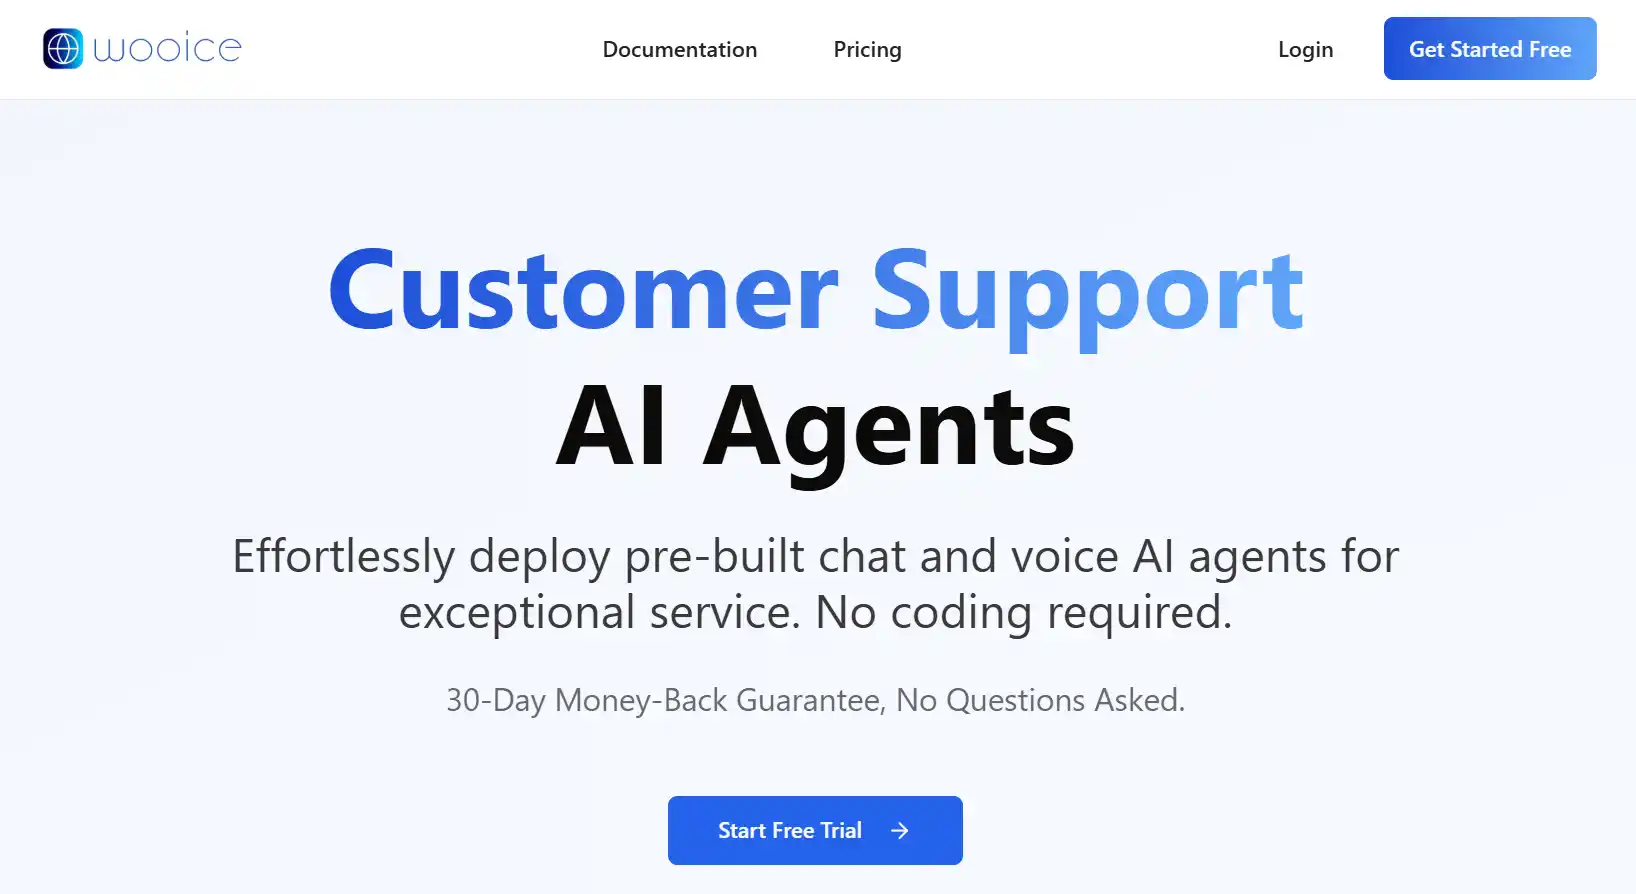 wooice
Documentation
Pricing
Login
Get Started Free
Customer Support
AI Agents
Effortlessly deploy pre-built chat and voice AI agents for
exceptional service. No coding required.
30-Day Money-Back Guarantee, No Questions Asked.
Start Free Trial →